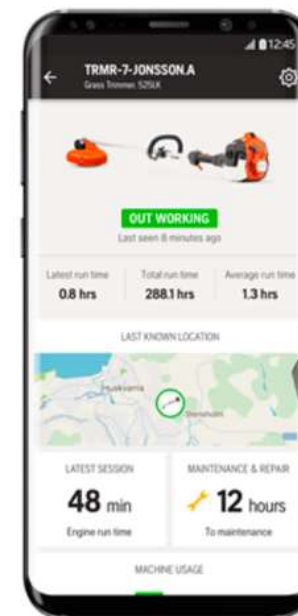 12:45
TRMR-7-JONSSON.A
Grass Trimmer: 525LK
OUT WORKING
Last seen 8 minutes ago
Latest run time
Total run time
Average run time
0.8 hrs
288.1 hrs
1.3 hrs
LAST KNOWN LOCATION
Huskvarna
Stensholm
LATEST SESSION
MAINTENANCE & REPAIR
48 min
12 hours
Engine run time
To maintenance
MACHINE USAGE